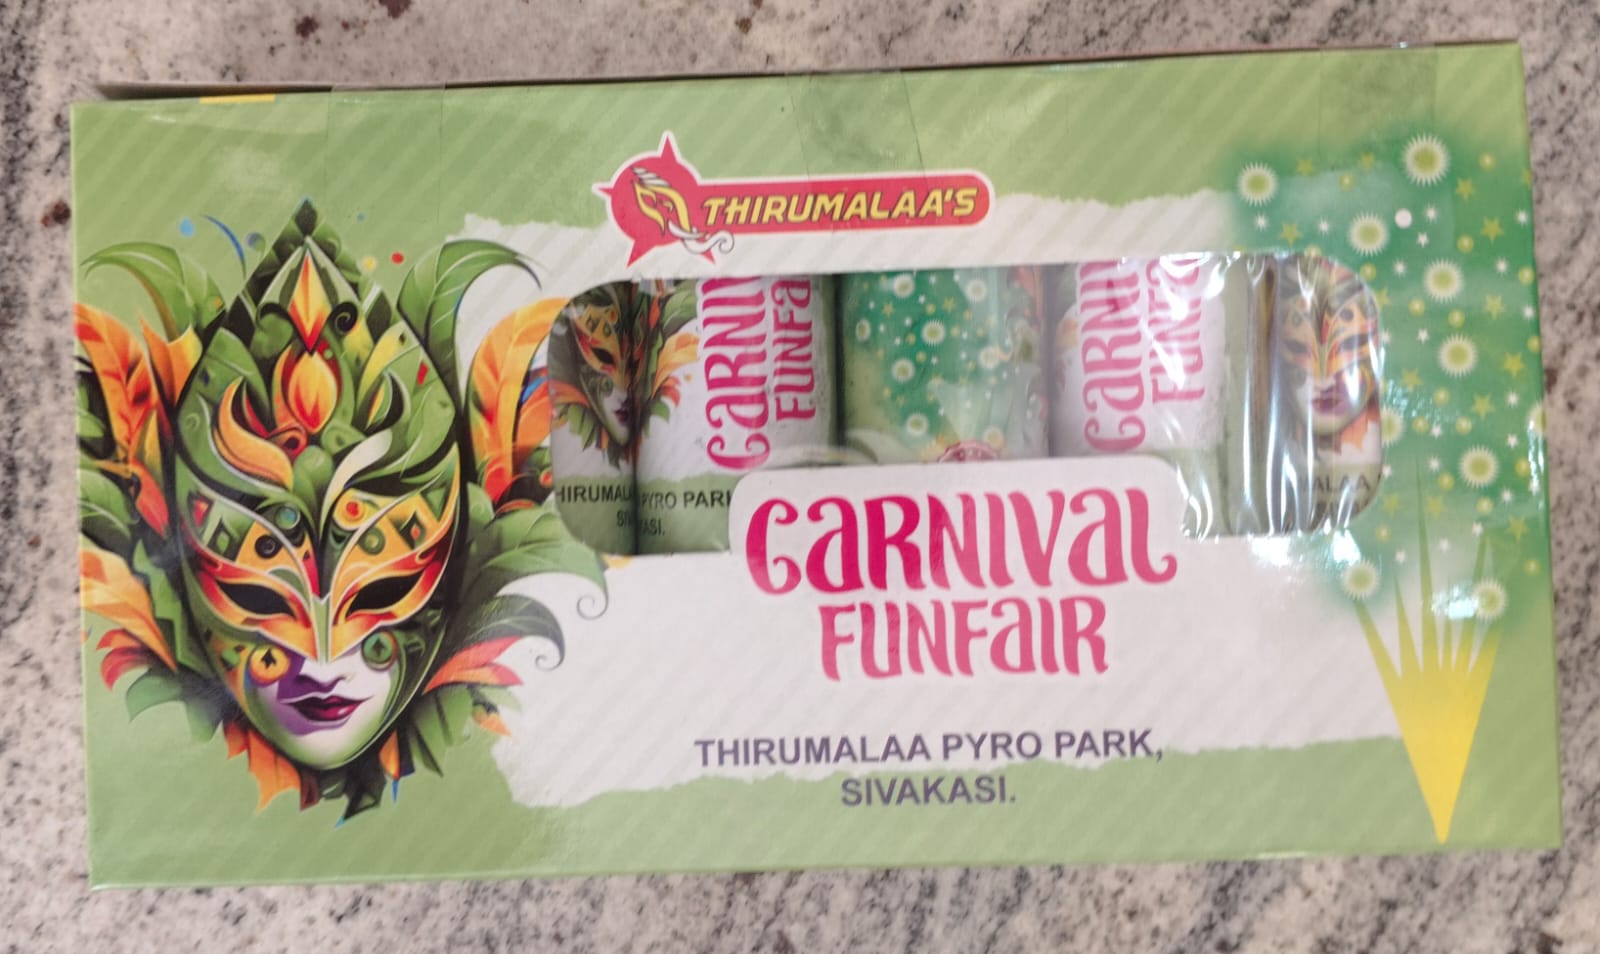 THIRUMALAA'S
CARNIVAL
FUNFAIR
THIRUMALAA PYRO PARK,
SIVAKASI.